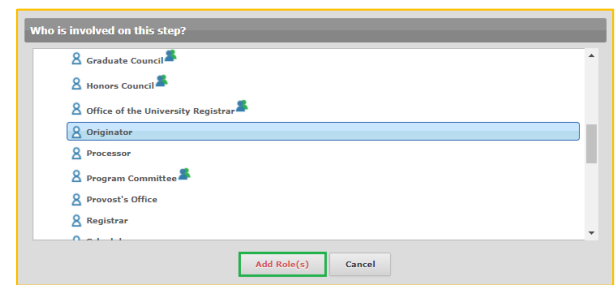 Who is involved on this step?
Graduate Council
Honors Council
Office of the University Registrar
Originator
Processor
Program Committee
Provost's Office
Registrar
Add Role(s) Cancel